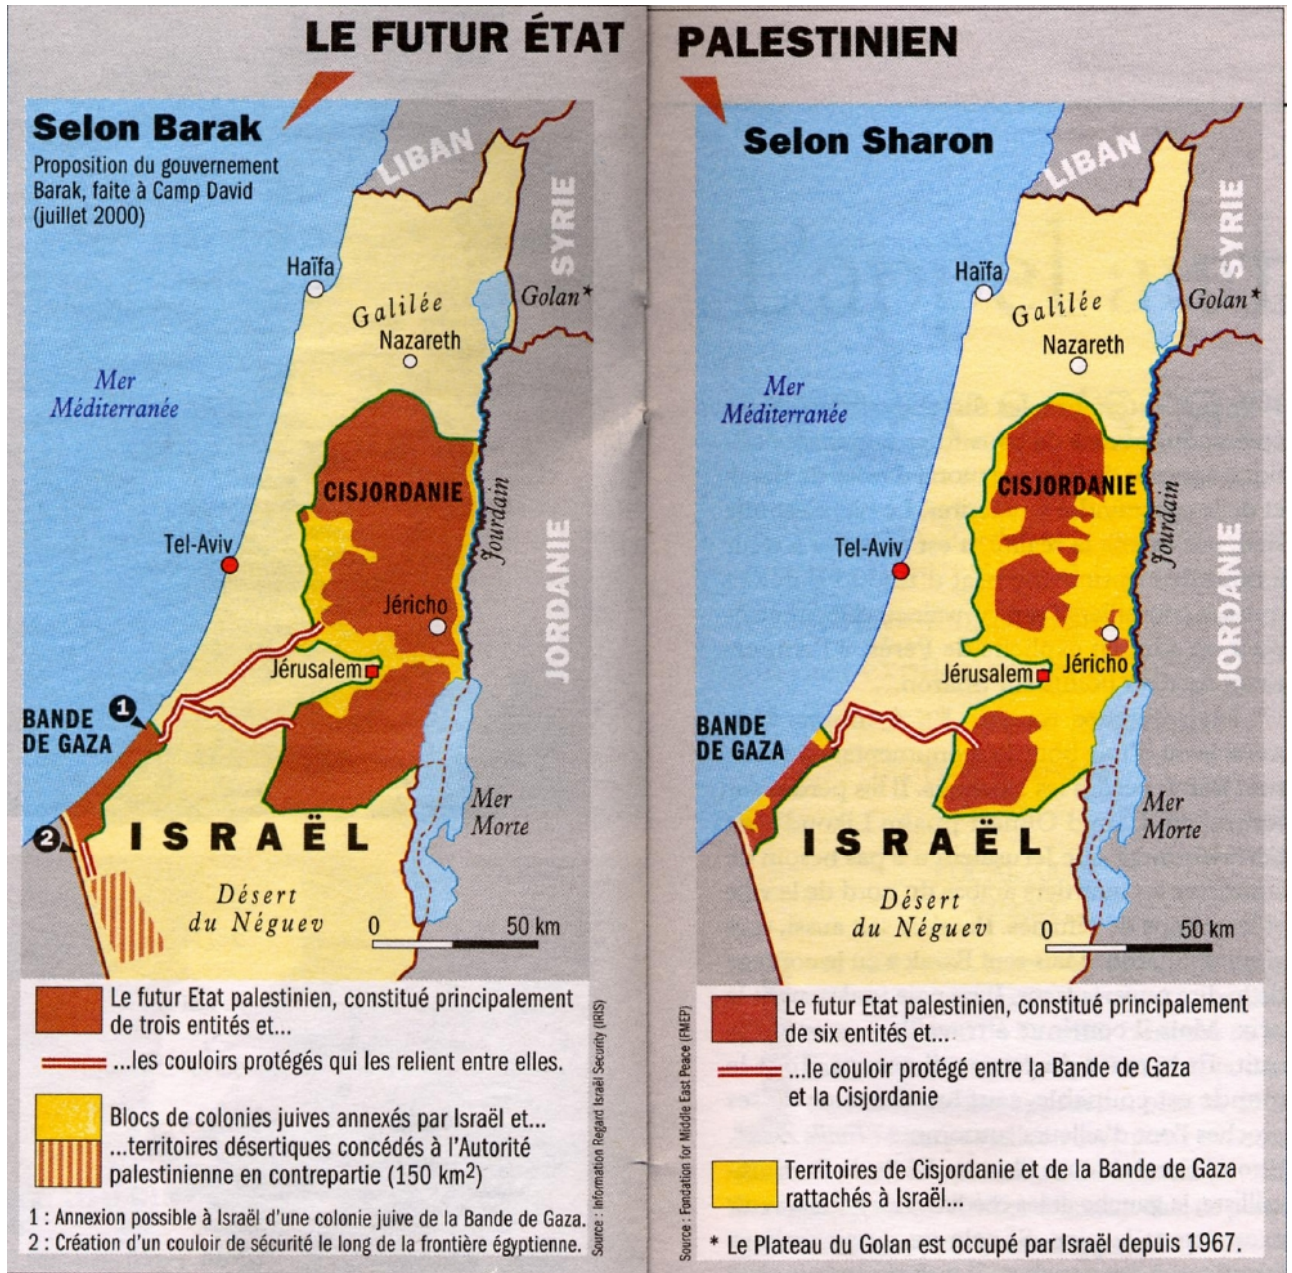 LE FUTUR ÉTAT PALESTINIEN
Selon Barak
Proposition du gouvernement
Barak, faite à Camp David
(juillet 2000)
LIBAN
SYRIE
Haïfa
Golan*
Galilée
Nazareth
Mer
Méditerranée
CISJORDANIE
Jourdain
Tel-Aviv
JORDANIE
Jéricho
Jérusalem
1
BANDE
DE GAZA
Mer
Morte
2
ISRAËL
Désert
du Néguev
0 50 km
Le futur Etat palestinien, constitué principalement
de trois entités et...
...les couloirs protégés qui les relient entre elles.
Blocs de colonies juives annexés par Israël et...
...territoires désertiques concédés à l'Autorité
palestinienne en contrepartie (150 km²)
1 : Annexion possible à Israël d'une colonie juive de la Bande de Gaza.
2 : Création d'un couloir de sécurité le long de la frontière égyptienne.
Source : Information Regard Israël Security (IRIS)
Selon Sharon
LIBAN
SYRIE
Haïfa
Golan*
Galilée
Nazareth
Mer
Méditerranée
CISJORDANIE
Jourdain
Tel-Aviv
JORDANIE
Jéricho
Jérusalem
BANDE
DE GAZA
Mer
Morte
ISRAËL
Désert
du Néguev
0 50 km
Le futur Etat palestinien, constitué principalement
de six entités et...
...le couloir protégé entre la Bande de Gaza
et la Cisjordanie
Territoires de Cisjordanie et de la Bande de Gaza
rattachés à Israël...
* Le Plateau du Golan est occupé par Israël depuis 1967.
Source : Fondation for Middle East Peace (FMEP)